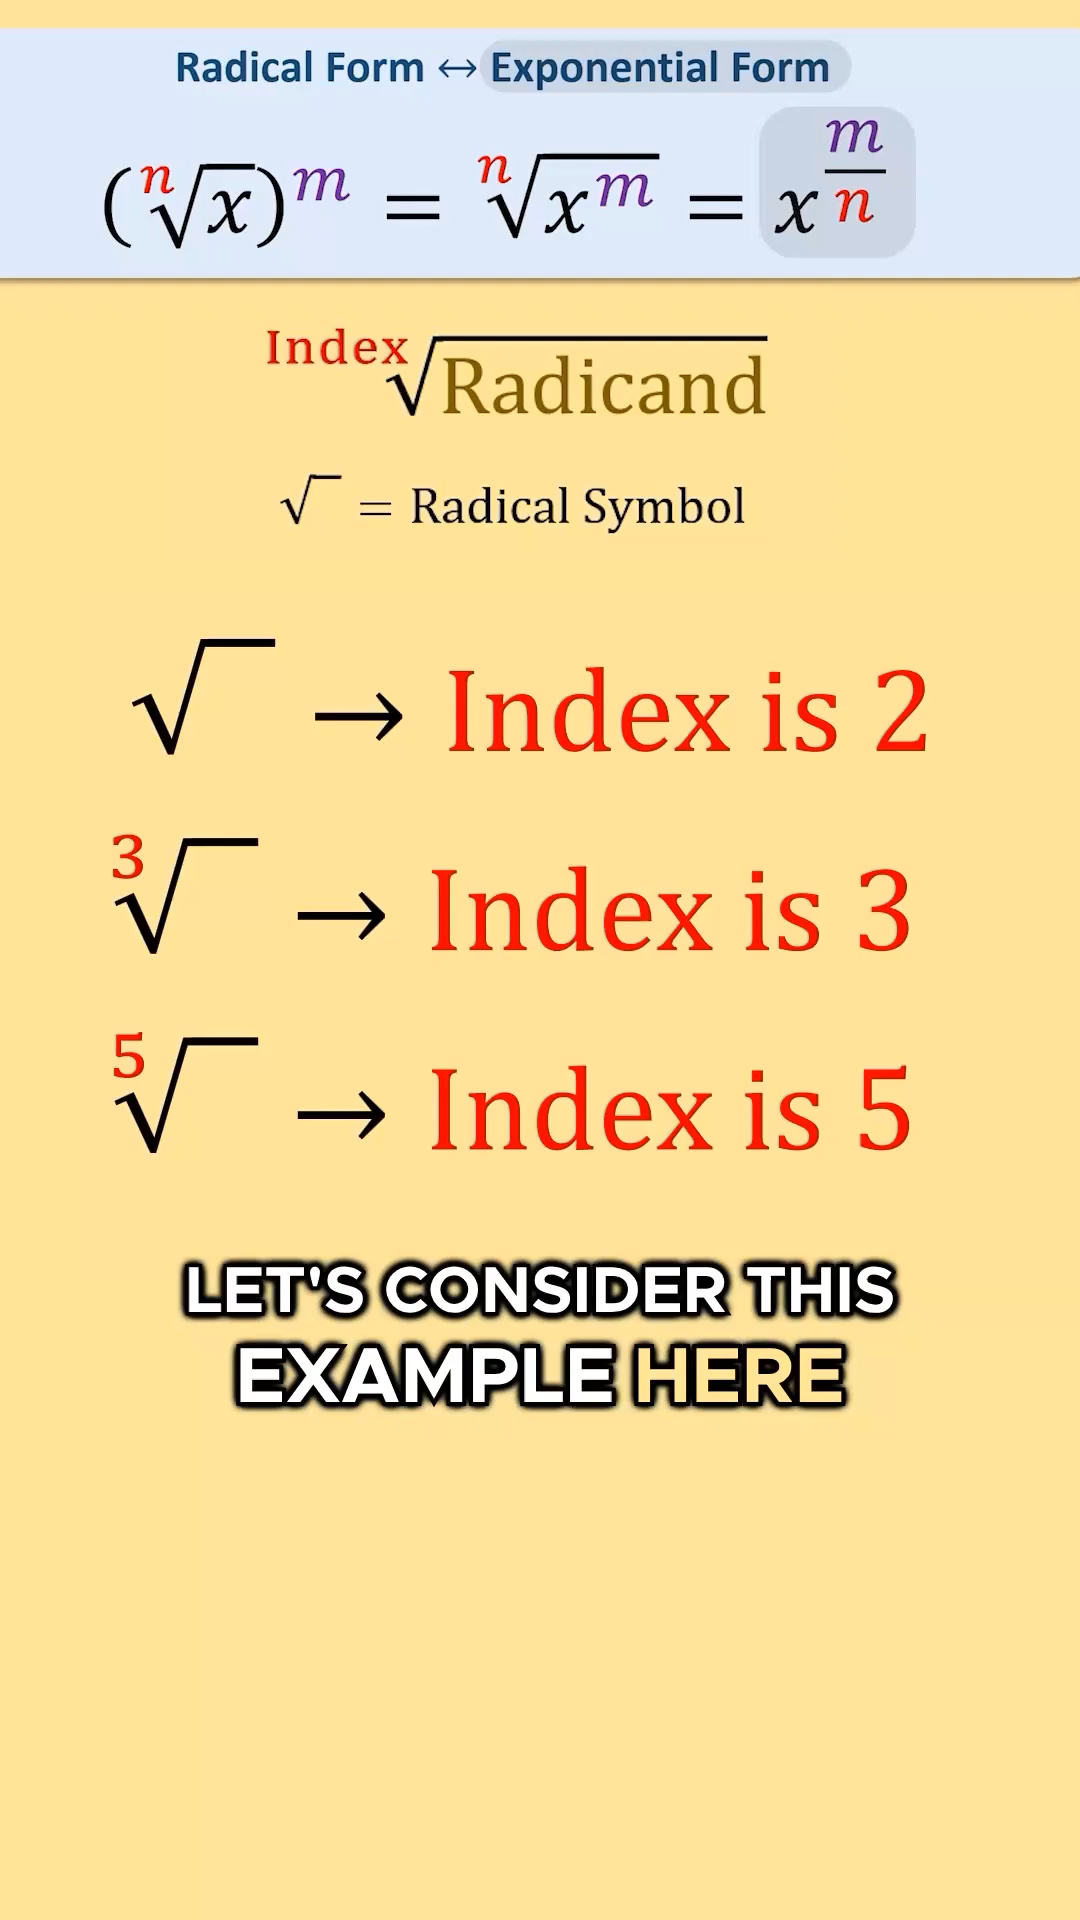 Radical Form ↔ Exponential Form
(ⁿ√x)ᵐ = ⁿ√xᵐ = x^(m/n)
Index√Radicand
√ = Radical Symbol
√ → Index is 2
³√ → Index is 3
⁵√ → Index is 5
LET'S CONSIDER THIS
EXAMPLE HERE